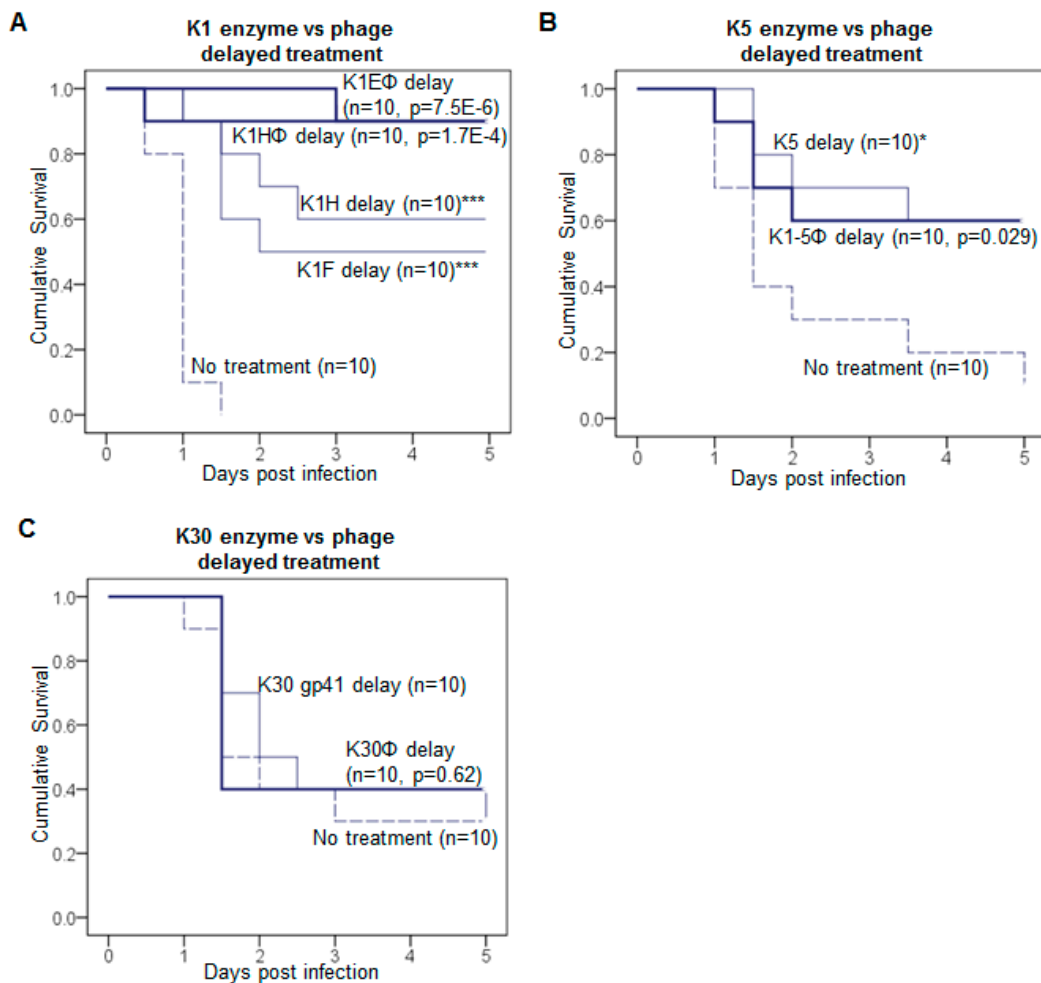 A
K1 enzyme vs phage
delayed treatment
Cumulative Survival
1.0
0.8
0.6
0.4
0.2
0.0
K1EΦ delay
(n=10, p=7.5E-6)
K1HΦ delay (n=10, p=1.7E-4)
K1H delay (n=10)***
K1F delay (n=10)***
No treatment (n=10)
0 1 2 3 4 5
Days post infection
B
K5 enzyme vs phage
delayed treatment
Cumulative Survival
1.0
0.8
0.6
0.4
0.2
0.0
K5 delay (n=10)*
K1-5Φ delay (n=10, p=0.029)
No treatment (n=10)
0 1 2 3 4 5
Days post infection
C
K30 enzyme vs phage
delayed treatment
Cumulative Survival
1.0
0.8
0.6
0.4
0.2
0.0
K30 gp41 delay (n=10)
K30Φ delay
(n=10, p=0.62)
No treatment (n=10)
0 1 2 3 4 5
Days post infection